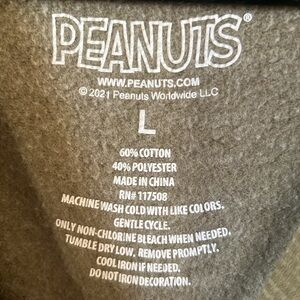 PEANUTS®
WWW.PEANUTS.COM
© 2021 Peanuts Worldwide LLC
L
60% COTTON
40% POLYESTER
MADE IN CHINA
RN# 117508
MACHINE WASH COLD WITH LIKE COLORS.
GENTLE CYCLE.
ONLY NON-CHLORINE BLEACH WHEN NEEDED.
TUMBLE DRY LOW. REMOVE PROMPTLY.
COOL IRON IF NEEDED.
DO NOT IRON DECORATION.